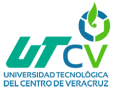 UTCV
UNIVERSIDAD TECNOLÓGICA
DEL CENTRO DE VERACRUZ